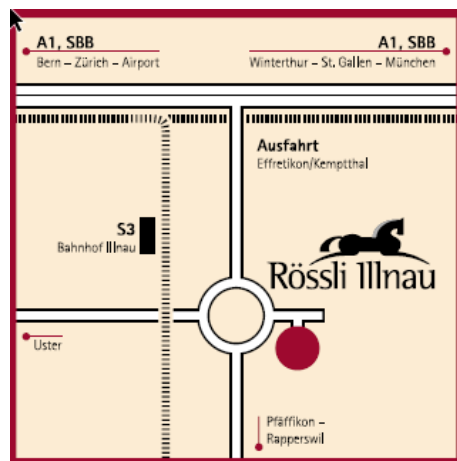 A1, SBB
Bern – Zürich – Airport
A1, SBB
Winterthur – St. Gallen – München
Ausfahrt
Effretikon/Kemptthal
S3
Bahnhof Illnau
Rössli Illnau
Uster
Pfäffikon –
Rapperswil